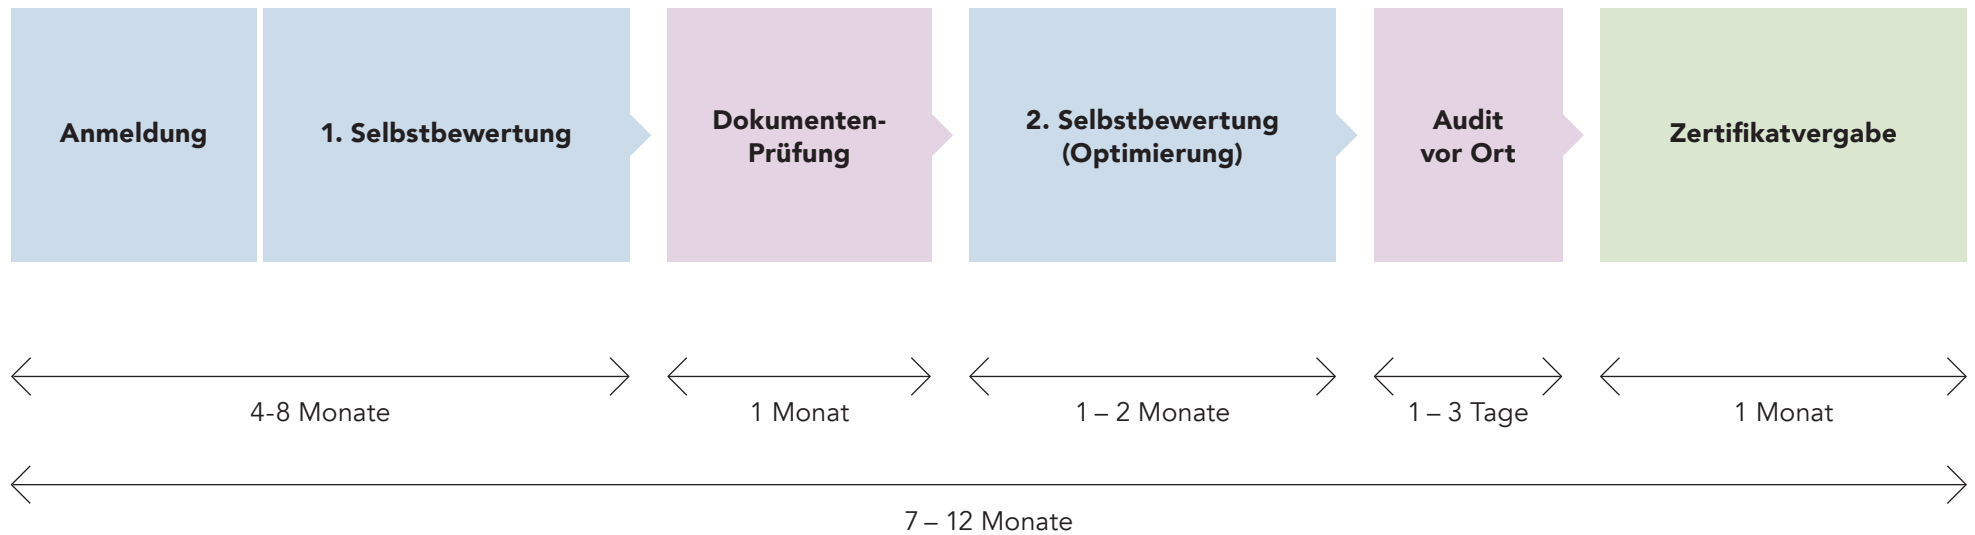 Anmeldung
1. Selbstbewertung
Dokumenten-
Prüfung
2. Selbstbewertung
(Optimierung)
Audit
vor Ort
Zertifikatvergabe
4-8 Monate
1 Monat
1 – 2 Monate
1 – 3 Tage
1 Monat
7 – 12 Monate